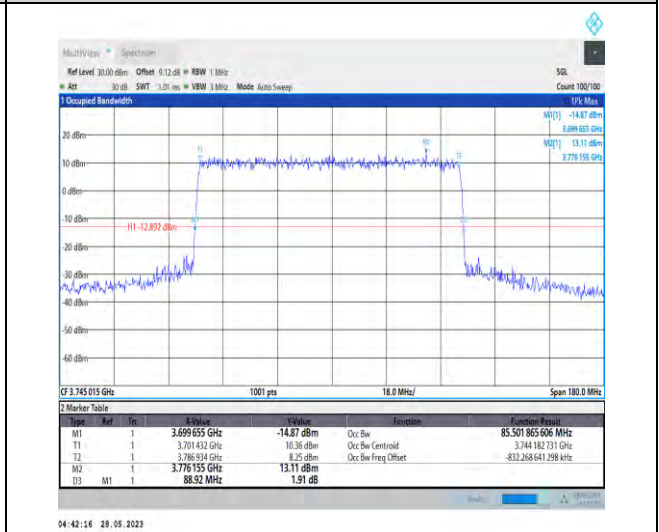 MultiView Spectrum
Ref Level 30.00 dBm Offset 9.12 dB RBW 1 MHz SGL
Att 30 dB SWT 1.01 ms VBW 3 MHz Mode Auto Sweep Count 100/100
1 Occupied Bandwidth 1Pk Max
M1[1] -14.87 dBm
3.699 655 GHz
M2[1] 13.11 dBm
3.776 155 GHz
20 dBm
M2
T1 T2
10 dBm
0 dBm
-10 dBm
H1 -12.892 dBm
-20 dBm
-30 dBm
-40 dBm
-50 dBm
-60 dBm
CF 3.745 015 GHz 1001 pts 18.0 MHz/ Span 180.0 MHz
2 Marker Table
Type Ref Trc X-Value Y-Value Function Function Result
M1 1 3.699 655 GHz -14.87 dBm Occ Bw 85.501 865 606 MHz
T1 1 3.701 432 GHz 10.36 dBm Occ Bw Centroid 3.744 182 731 GHz
T2 1 3.786 934 GHz 8.25 dBm Occ Bw Freq Offset -832.268 641 298 kHz
M2 1 3.776 155 GHz 13.11 dBm
D3 M1 1 88.92 MHz 1.91 dB
04:42:16 28.05.2023